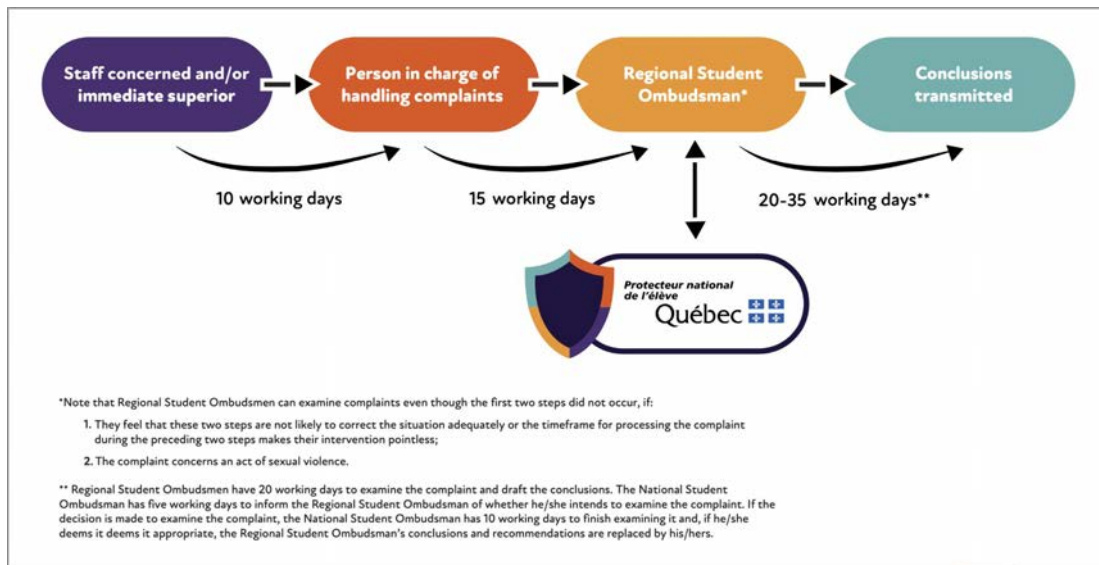 Staff concerned and/or
immediate superior
Person in charge of
handling complaints
Regional Student
Ombudsman*
Conclusions
transmitted
10 working days
15 working days
20-35 working days**
Protecteur national
de l'élève
Québec
*Note that Regional Student Ombudsmen can examine complaints even though the first two steps did not occur, if:
1. They feel that these two steps are not likely to correct the situation adequately or the timeframe for processing the complaint
during the preceding two steps makes their intervention pointless;
2. The complaint concerns an act of sexual violence.
** Regional Student Ombudsmen have 20 working days to examine the complaint and draft the conclusions. The National Student
Ombudsman has five working days to inform the Regional Student Ombudsman of whether he/she intends to examine the complaint. If the
decision is made to examine the complaint, the National Student Ombudsman has 10 working days to finish examining it and, if he/she
deems it deems it appropriate, the Regional Student Ombudsman's conclusions and recommendations are replaced by his/hers.